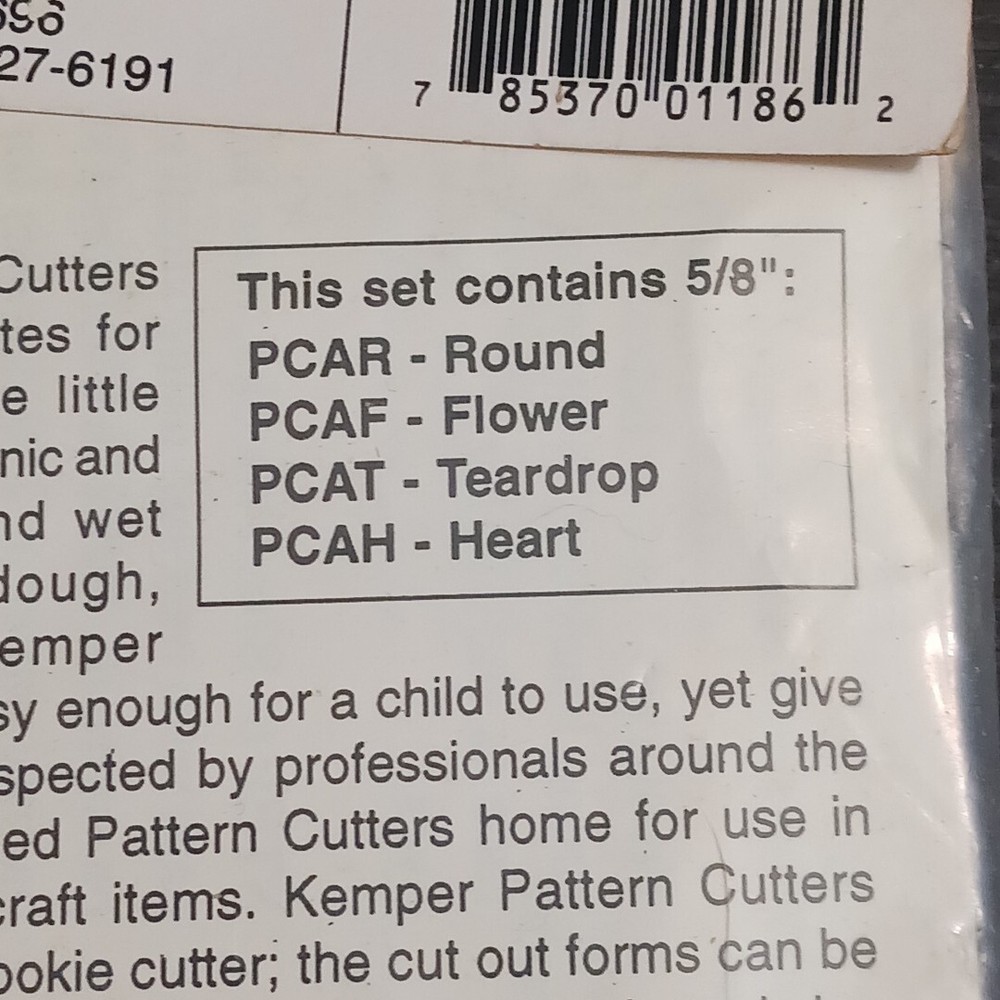 27-6191
7 85370 01186 2
Cutters
for
little
and
wet
This set contains 5/8":
PCAR - Round
PCAF - Flower
PCAT - Teardrop
PCAH - Heart
dough,
emper
sy enough for a child to use, yet give
spected by professionals around the
ed Pattern Cutters home for use in
craft items. Kemper Pattern Cutters
ookie cutter; the cut out forms can be